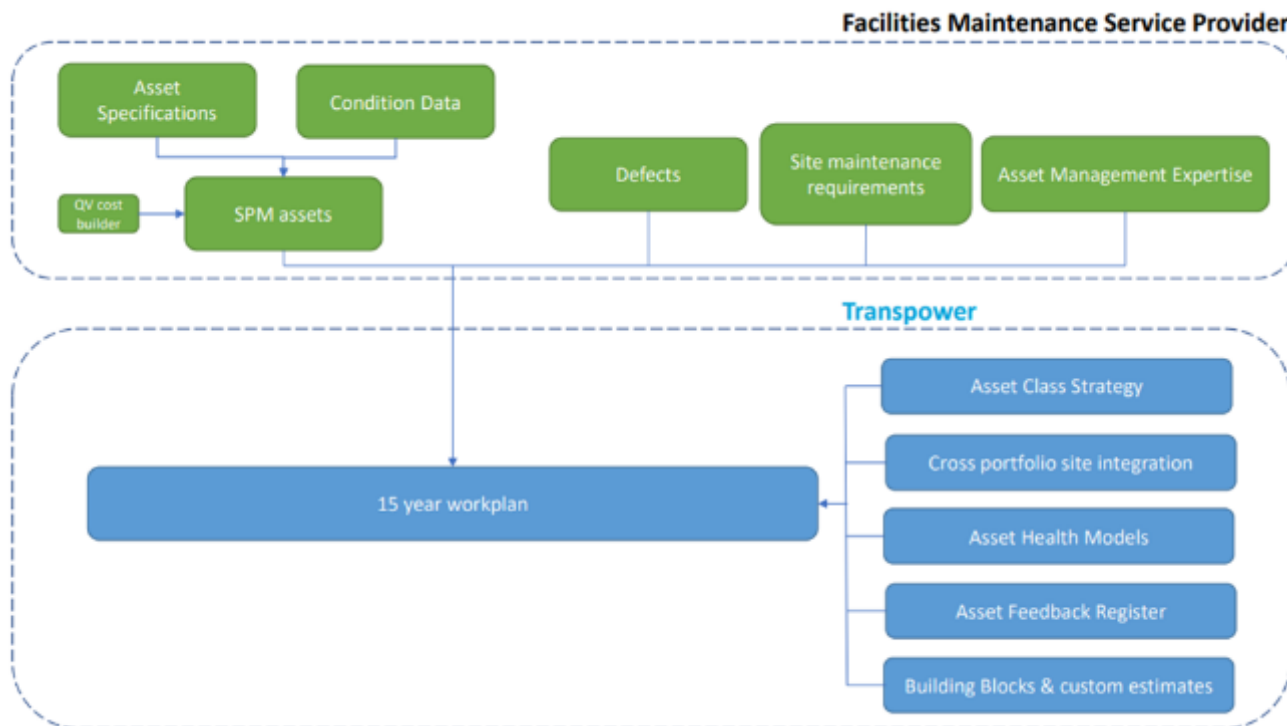 Facilities Maintenance Service Provider
Asset
Specifications
Condition Data
Defects
Site maintenance
requirements
Asset Management Expertise
QV cost
builder
SPM assets
Transpower
Asset Class Strategy
Cross portfolio site integration
15 year workplan
Asset Health Models
Asset Feedback Register
Building Blocks & custom estimates